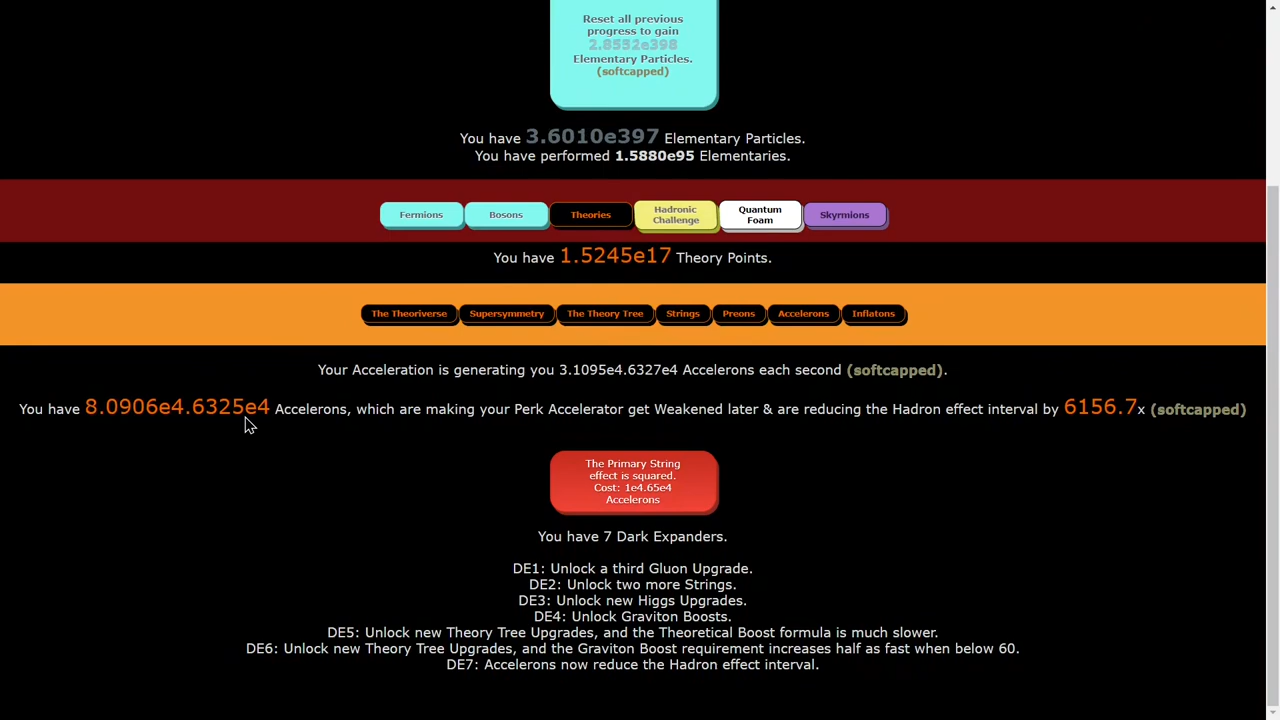 Reset all previous
progress to gain
2.8532e398
Elementary Particles.
(softcapped)
You have 3.6010e397 Elementary Particles.
You have performed 1.5880e95 Elementaries.
Fermions
Bosons
Theories
Hadronic
Challenge
Quantum
Foam
Skyrmions
You have 1.5245e17 Theory Points.
The Theoriverse
Supersymmetry
The Theory Tree
Strings
Preons
Accelerons
Inflatons
Your Acceleration is generating you 3.1095e4.6327e4 Accelerons each second (softcapped).
You have 8.0906e4.6325e4 Accelerons, which are making your Perk Accelerator get Weakened later & are reducing the Hadron effect interval by 6156.7x (softcapped)
The Primary String
effect is squared.
Cost: 1e4.65e4
Accelerons
You have 7 Dark Expanders.
DE1: Unlock a third Gluon Upgrade.
DE2: Unlock two more Strings.
DE3: Unlock new Higgs Upgrades.
DE4: Unlock Graviton Boosts.
DE5: Unlock new Theory Tree Upgrades, and the Theoretical Boost formula is much slower.
DE6: Unlock new Theory Tree Upgrades, and the Graviton Boost requirement increases half as fast when below 60.
DE7: Accelerons now reduce the Hadron effect interval.